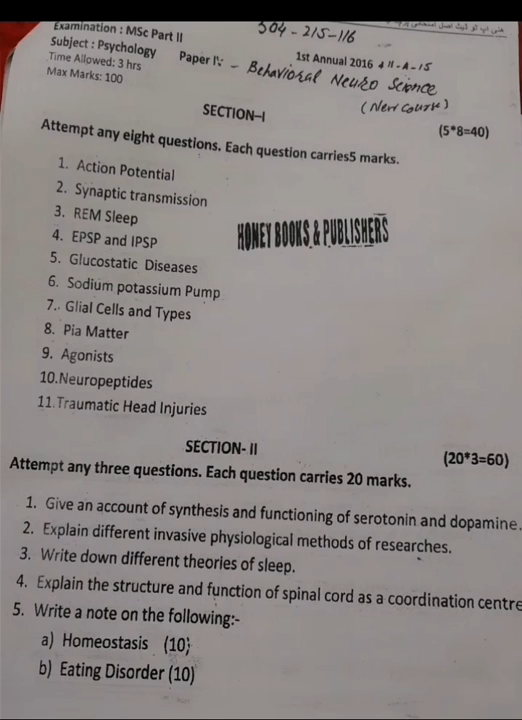 Examination : MSc Part II
504-215-116
Subject : Psychology Paper IV:
1st Annual 2016
Time Allowed: 3 hrs
- Behavioral Neuro Science
Max Marks: 100
(New Course)
SECTION-I
(5*8=40)
Attempt any eight questions. Each question carries5 marks.
1. Action Potential
2. Synaptic transmission
3. REM Sleep
4. EPSP and IPSP
HONEY BOOKS & PUBLISHERS
5. Glucostatic Diseases
6. Sodium potassium Pump
7. Glial Cells and Types
8. Pia Matter
9. Agonists
10.Neuropeptides
11.Traumatic Head Injuries
SECTION- II
(20*3=60)
Attempt any three questions. Each question carries 20 marks.
1. Give an account of synthesis and functioning of serotonin and dopamine.
2. Explain different invasive physiological methods of researches.
3. Write down different theories of sleep.
4. Explain the structure and function of spinal cord as a coordination centre
5. Write a note on the following:-
a) Homeostasis (10);
b) Eating Disorder (10)